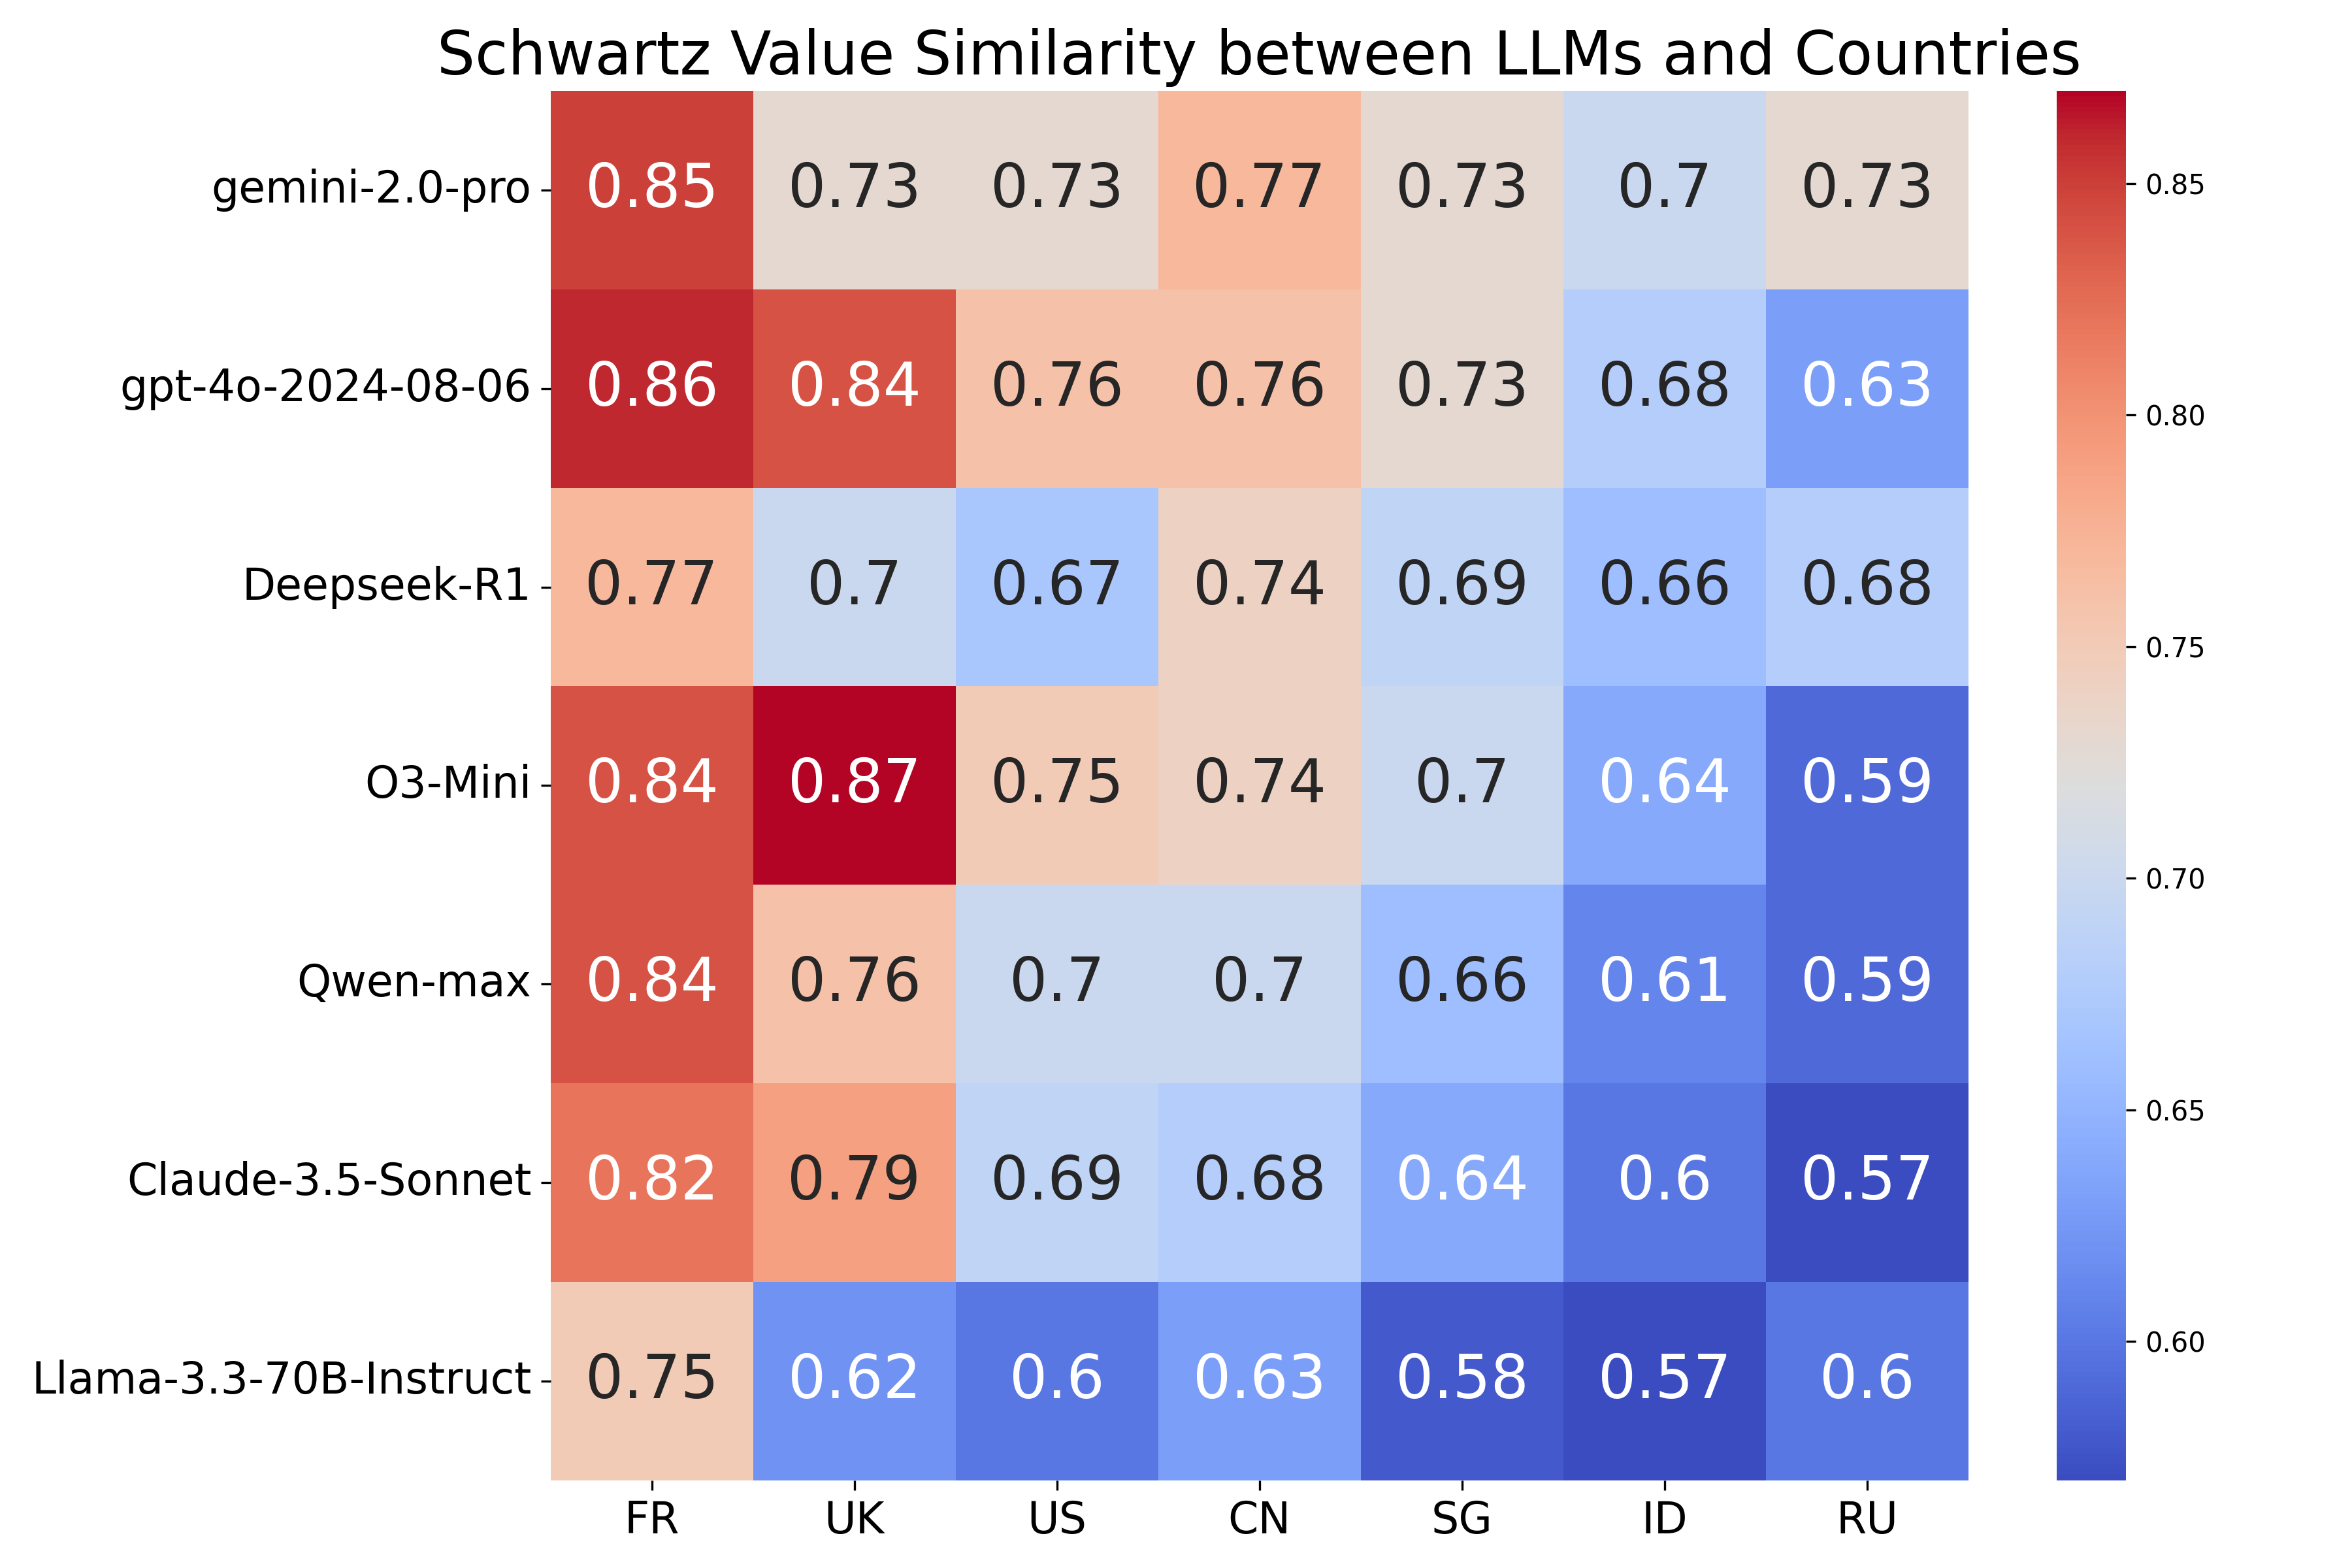 Schwartz Value Similarity between LLMs and Countries
gemini-2.0-pro 0.85 0.73 0.73 0.77 0.73 0.7 0.73
gpt-4o-2024-08-06 0.86 0.84 0.76 0.76 0.73 0.68 0.63
Deepseek-R1 0.77 0.7 0.67 0.74 0.69 0.66 0.68
O3-Mini 0.84 0.87 0.75 0.74 0.7 0.64 0.59
Qwen-max 0.84 0.76 0.7 0.7 0.66 0.61 0.59
Claude-3.5-Sonnet 0.82 0.79 0.69 0.68 0.64 0.6 0.57
Llama-3.3-70B-Instruct 0.75 0.62 0.6 0.63 0.58 0.57 0.6
FR UK US CN SG ID RU
0.85
0.80
0.75
0.70
0.65
0.60